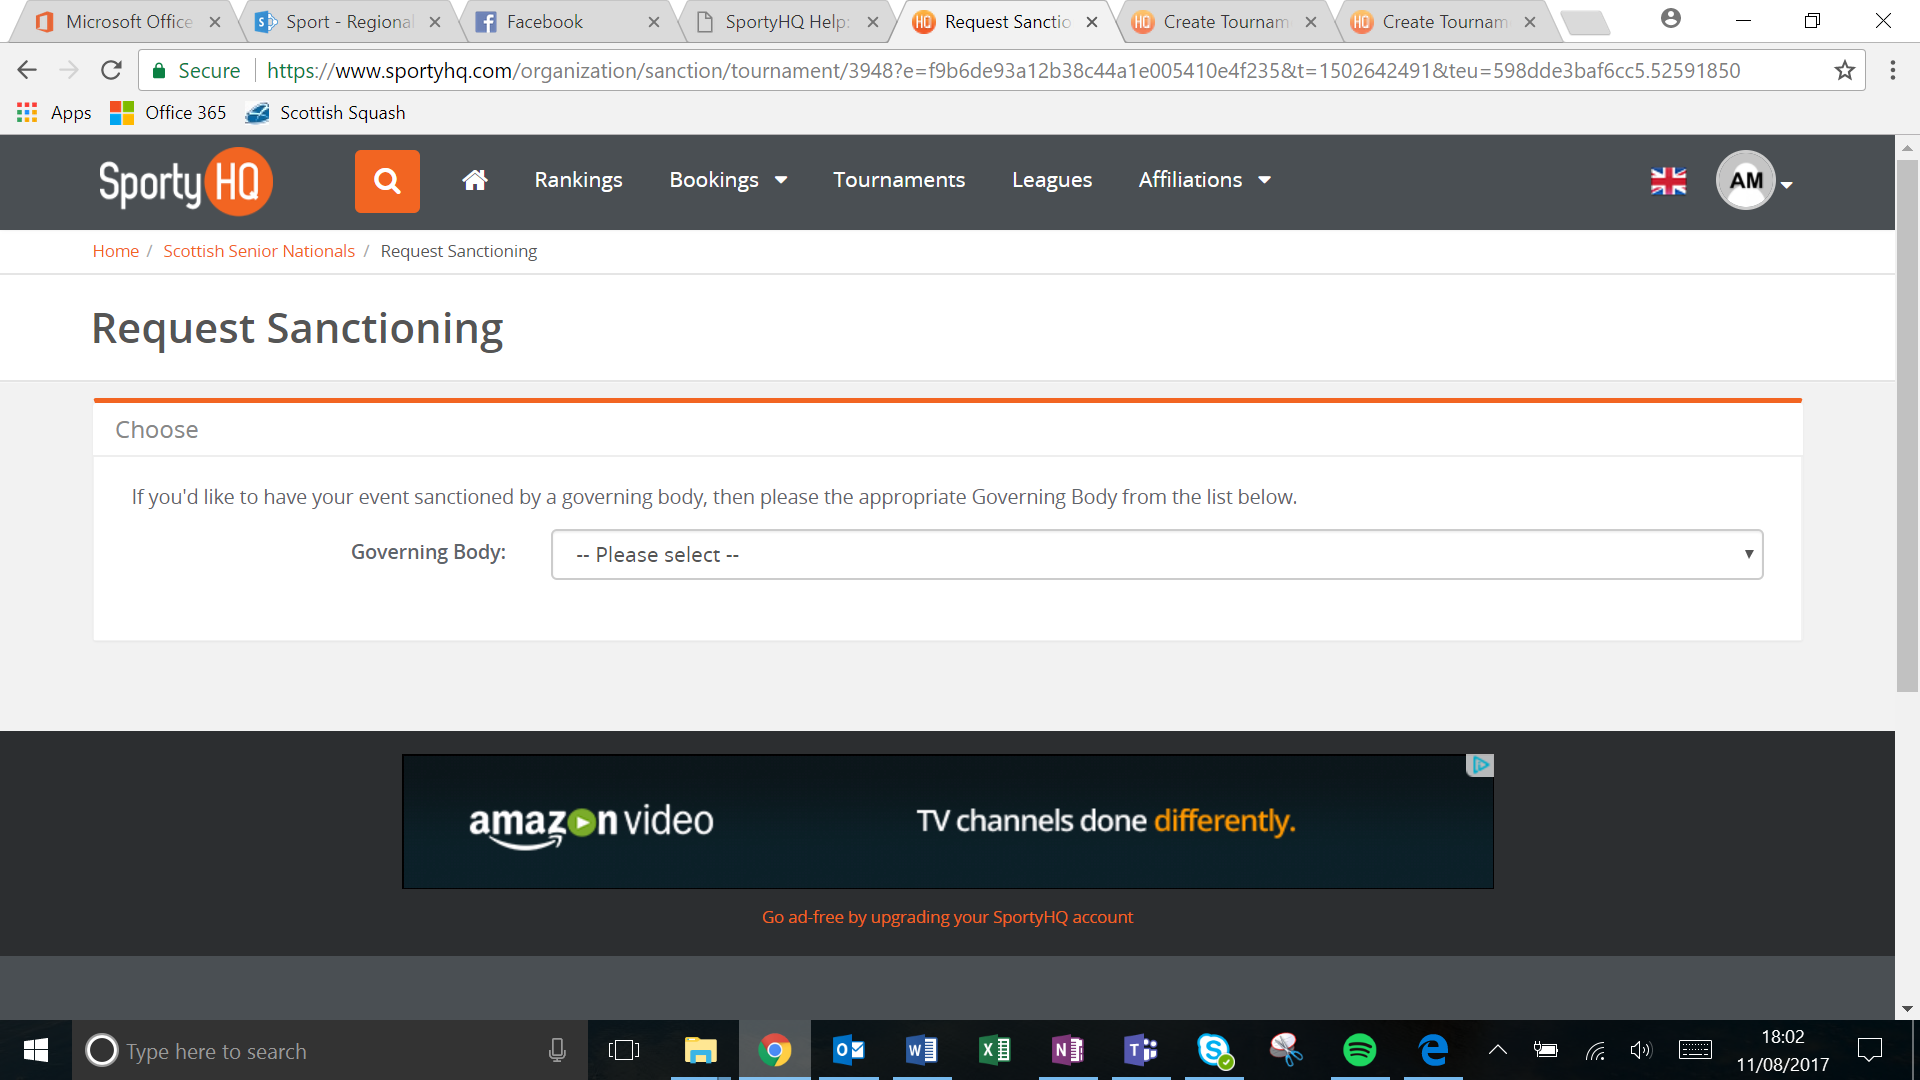 Microsoft Office
Sport - Regional
Facebook
SportyHQ Help:
Request Sanctio
Create Tournam
Create Tournam
Secure
https://www.sportyhq.com/organization/sanction/tournament/3948?e=f9b6de93a12b38c44a1e005410e4f235&t=1502642491&teu=598dde3baf6cc5.52591850
Apps
Office 365
Scottish Squash
Sporty HQ
Rankings
Bookings
Tournaments
Leagues
Affiliations
AM
Home / Scottish Senior Nationals / Request Sanctioning
Request Sanctioning
Choose
If you'd like to have your event sanctioned by a governing body, then please the appropriate Governing Body from the list below.
Governing Body:
-- Please select --
amazon video
TV channels done differently.
Go ad-free by upgrading your SportyHQ account
Type here to search
18:02
11/08/2017